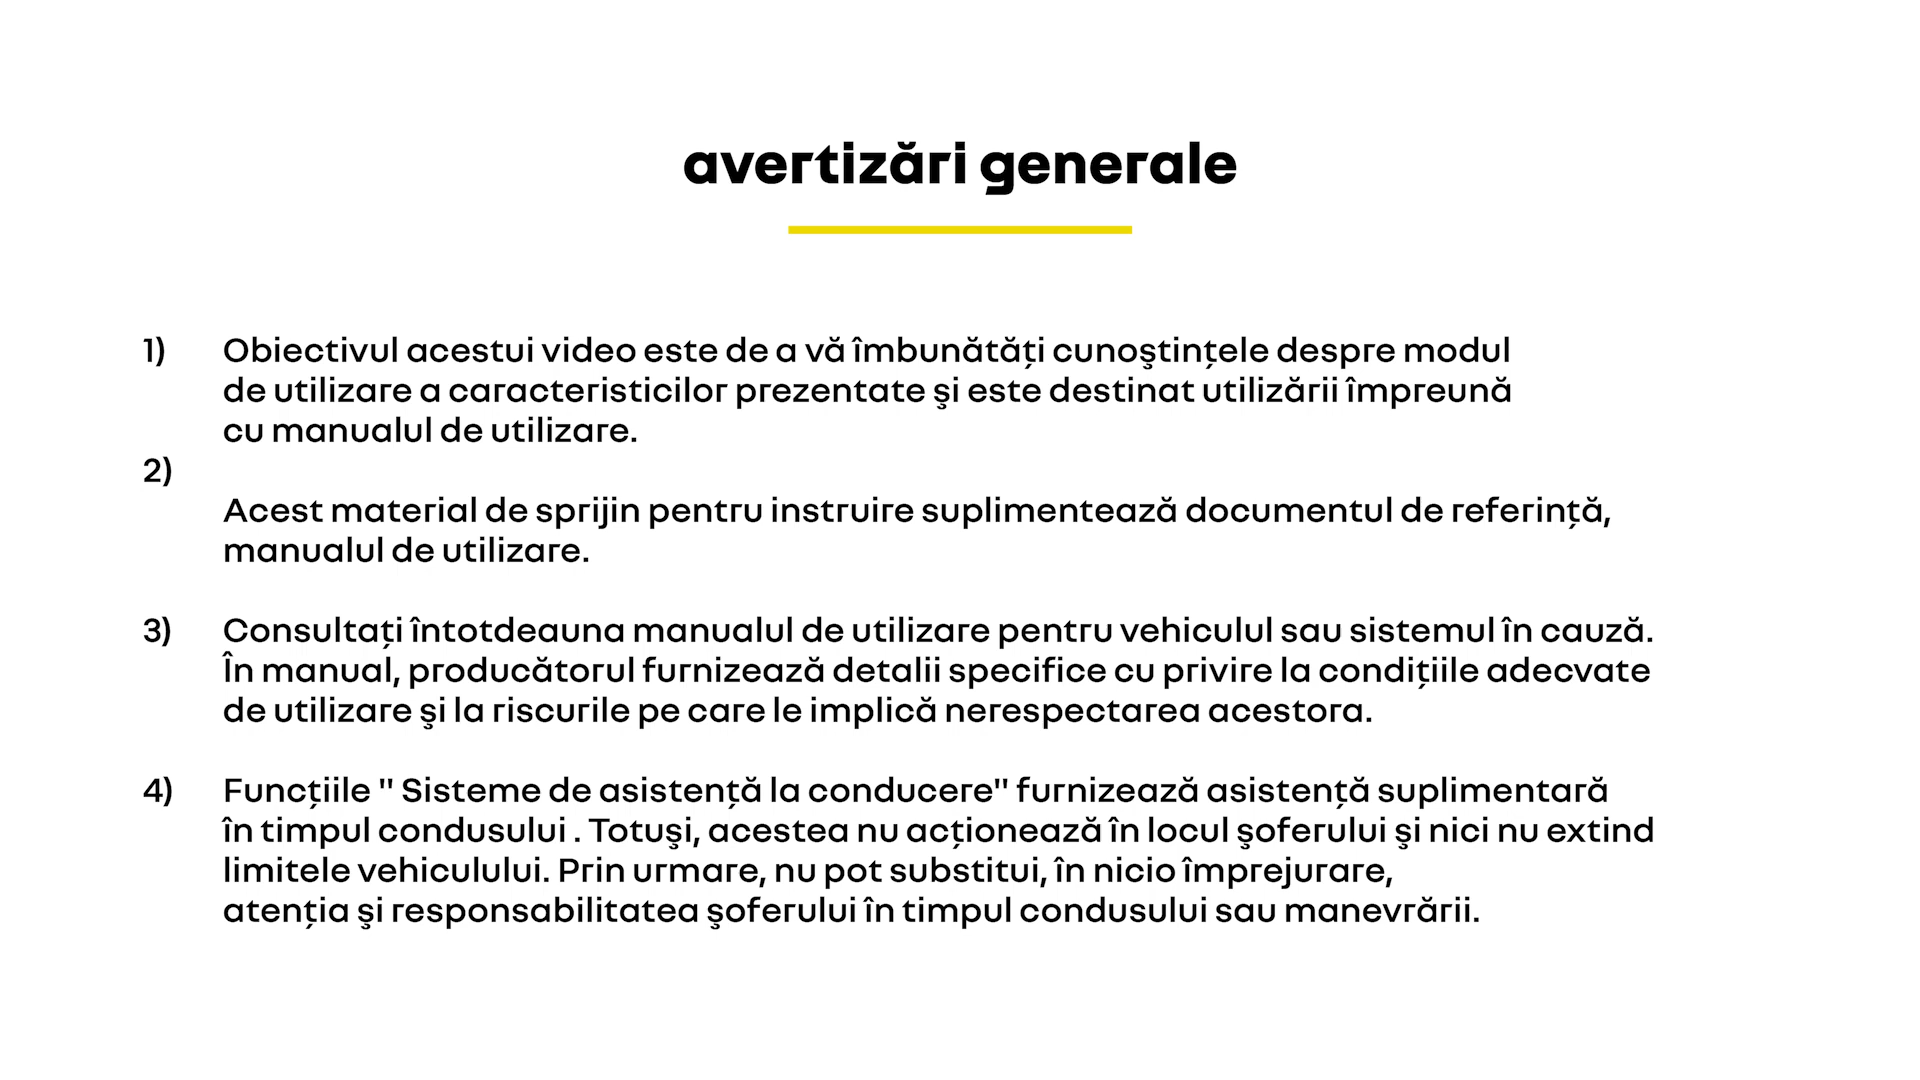 avertizări generale
1) Obiectivul acestui video este de a vă îmbunătăți cunoştințele despre modul
de utilizare a caracteristicilor prezentate şi este destinat utilizării împreună
cu manualul de utilizare.
2)
Acest material de sprijin pentru instruire suplimentează documentul de referință,
manualul de utilizare.
3) Consultați întotdeauna manualul de utilizare pentru vehiculul sau sistemul în cauză.
În manual, producătorul furnizează detalii specifice cu privire la condițiile adecvate
de utilizare şi la riscurile pe care le implică nerespectarea acestora.
4) Funcțiile " Sisteme de asistență la conducere" furnizează asistență suplimentară
în timpul condusului . Totuşi, acestea nu acționează în locul şoferului şi nici nu extind
limitele vehiculului. Prin urmare, nu pot substitui, în nicio împrejurare,
atenția şi responsabilitatea şoferului în timpul condusului sau manevrării.